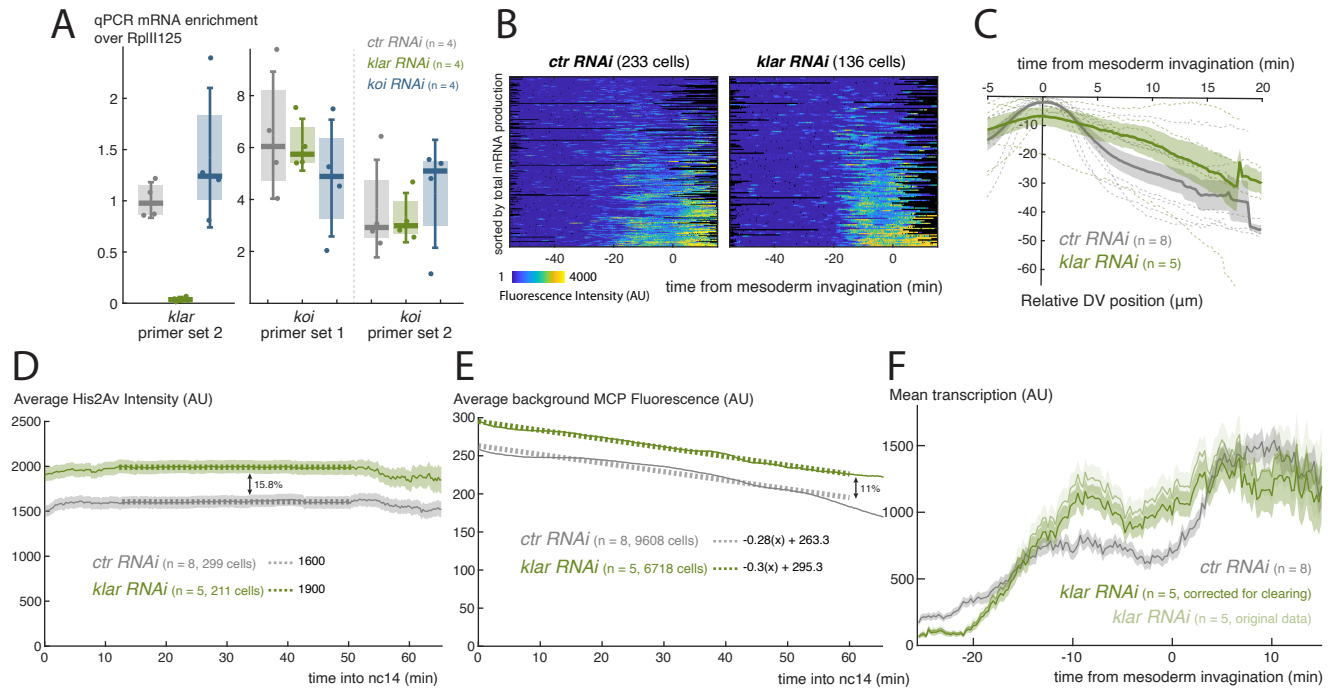 A
qPCR mRNA enrichment
over RpII125
ctr RNAi (n = 4)
klar RNAi (n = 4)
koi RNAi (n = 4)
2
1.5
1
0.5
0
8
6
4
2
klar
primer set 2
koi
primer set 1
koi
primer set 2
B
ctr RNAi (233 cells)
klar RNAi (136 cells)
sorted by total mRNA production
-40
-20
0
-40
-20
0
1
4000
Fluorescence Intensity (AU)
time from mesoderm invagination (min)
C
time from mesoderm invagination (min)
-5
0
5
10
15
20
-10
-20
-30
-40
-50
-60
ctr RNAi (n = 8)
klar RNAi (n = 5)
Relative DV position (μm)
D
Average His2Av Intensity (AU)
2500
2000
1500
1000
500
0
15.8%
ctr RNAi (n = 8, 299 cells) 1600
klar RNAi (n = 5, 211 cells) 1900
0 10 20 30 40 50 60
time into nc14 (min)
E
Average background MCP Fluorescence (AU)
300
250
200
150
100
50
0
11%
ctr RNAi (n = 8, 9608 cells) -0.28(x) + 263.3
klar RNAi (n = 5, 6718 cells) -0.3(x) + 295.3
0 10 20 30 40 50 60
time into nc14 (min)
F
Mean transcription (AU)
1500
1000
500
0
ctr RNAi (n = 8)
klar RNAi (n = 5, corrected for clearing)
klar RNAi (n = 5, original data)
-20
-10
0
10
time from mesoderm invagination (min)